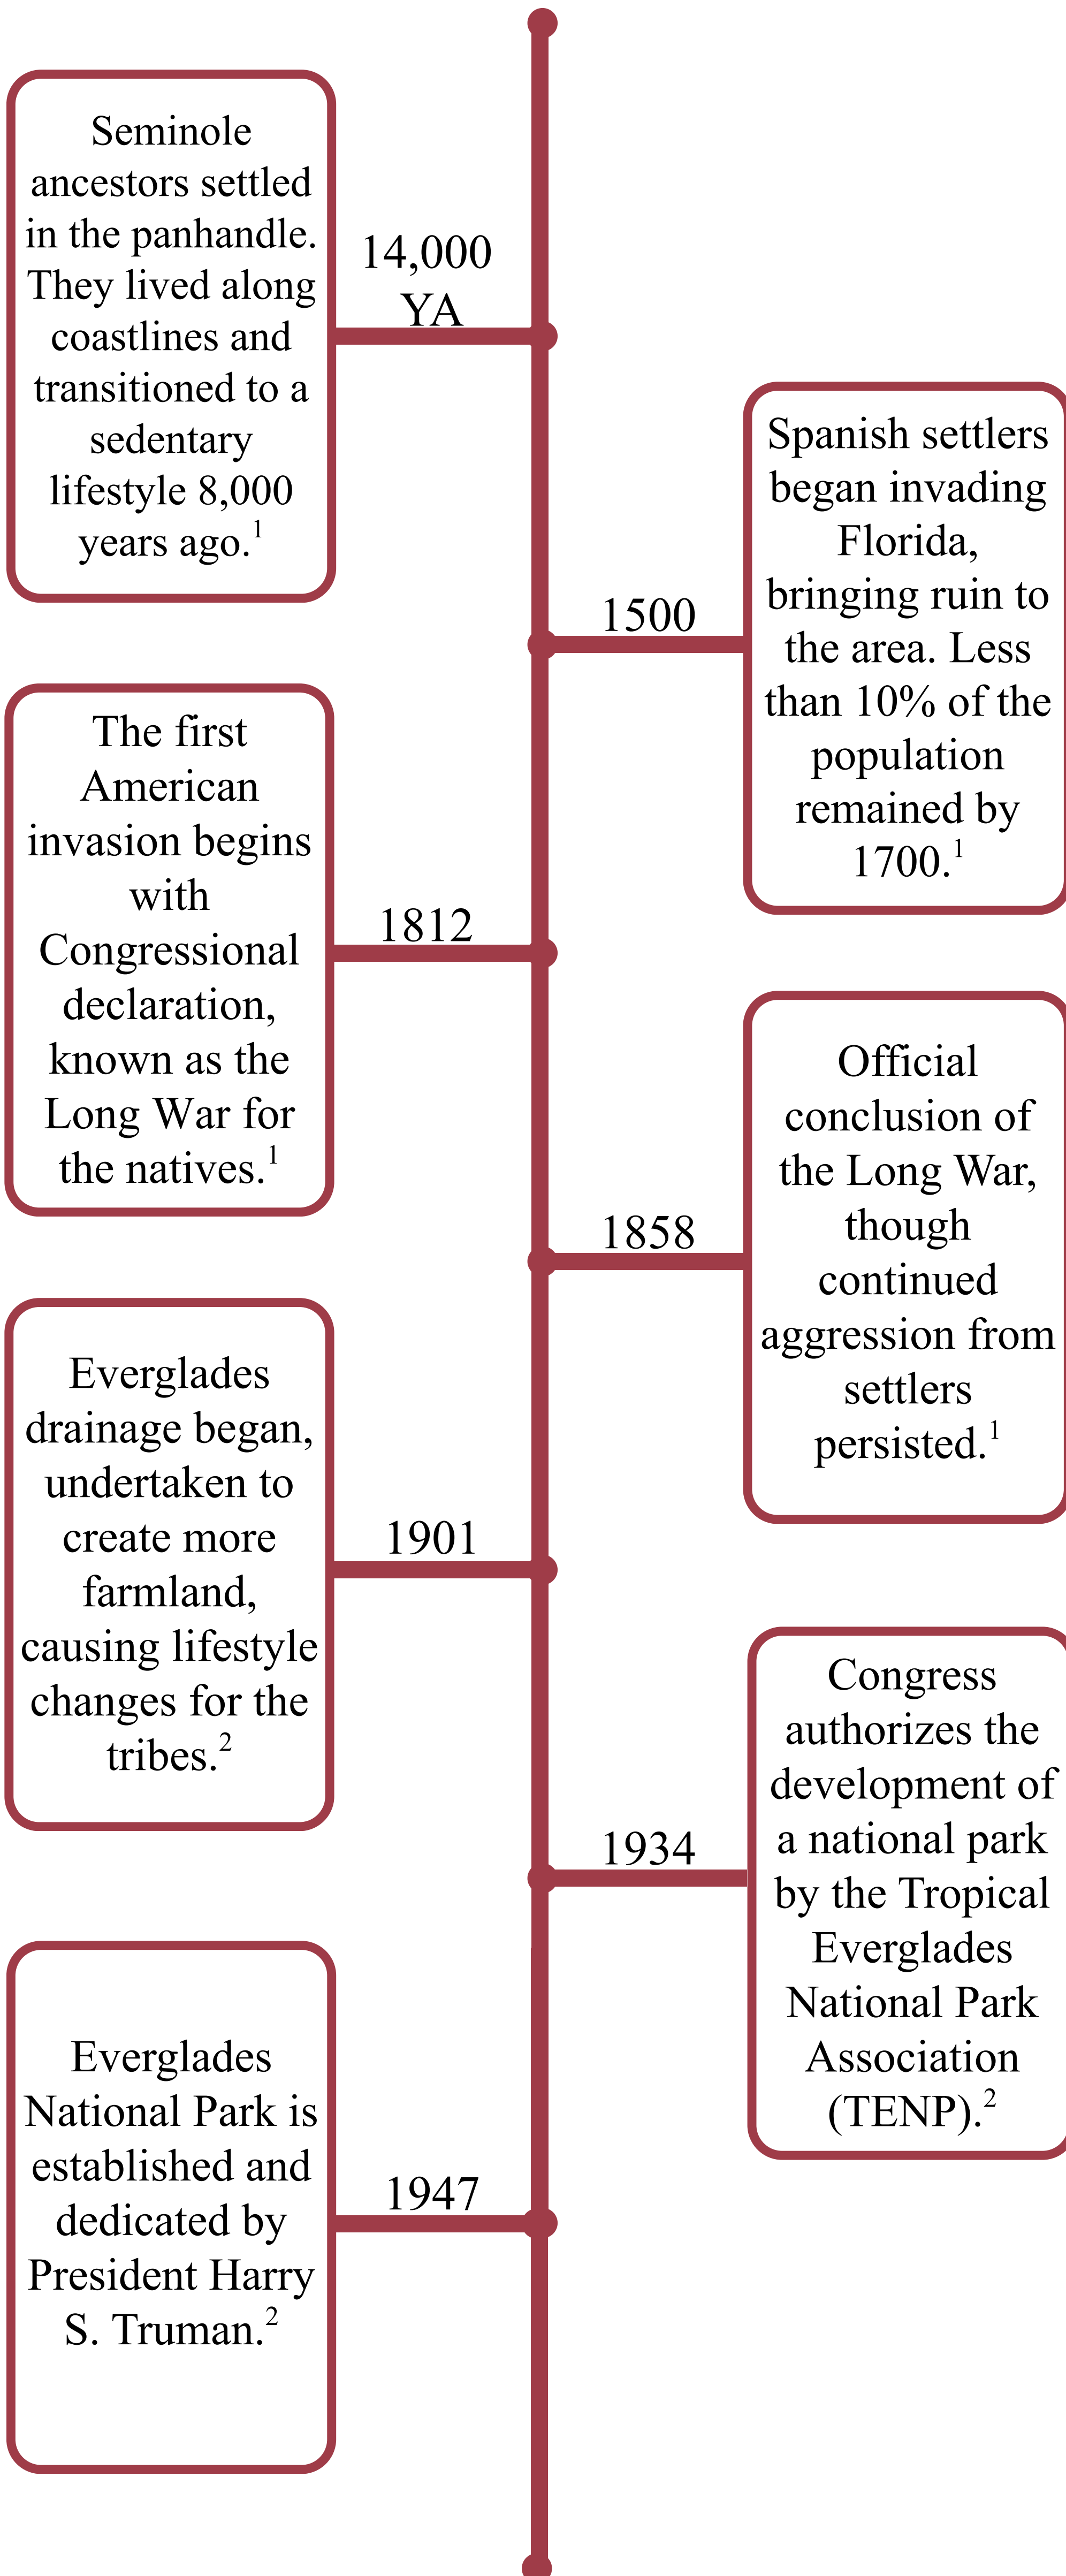 Seminole
ancestors settled
in the panhandle.
They lived along
coastlines and
transitioned to a
sedentary
lifestyle 8,000
years ago.1
14,000
YA
Spanish settlers
began invading
Florida,
bringing ruin to
the area. Less
than 10% of the
population
remained by
1700.1
1500
The first
American
invasion begins
with
Congressional
declaration,
known as the
Long War for
the natives.1
1812
Official
conclusion of
the Long War,
though
continued
aggression from
settlers
persisted.1
1858
Everglades
drainage began,
undertaken to
create more
farmland,
causing lifestyle
changes for the
tribes.2
1901
Congress
authorizes the
development of
a national park
by the Tropical
Everglades
National Park
Association
(TENP).2
1934
Everglades
National Park is
established and
dedicated by
President Harry
S. Truman.2
1947